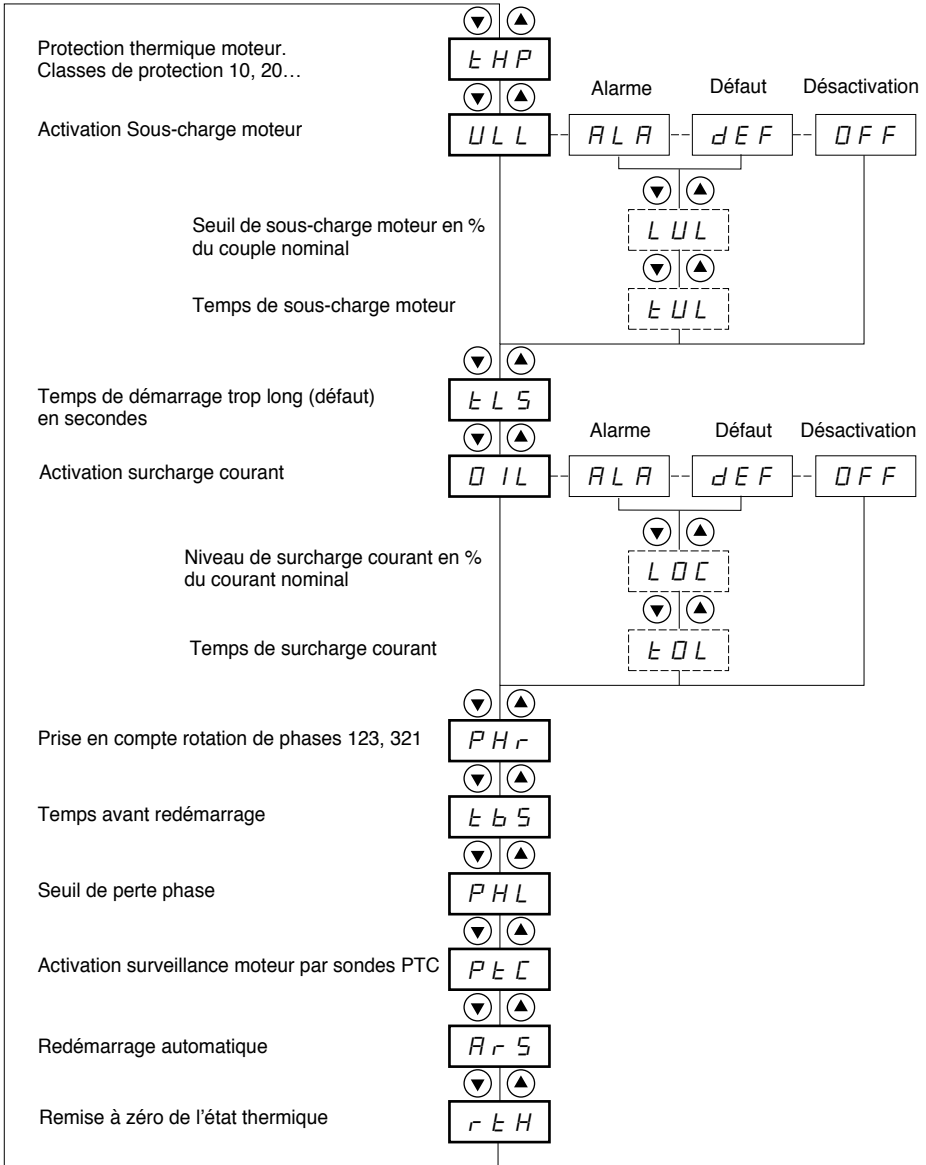 Protection thermique moteur.
Classes de protection 10, 20…
tHP
Alarme Défaut Désactivation
Activation Sous-charge moteur
ULL ALA dEF OFF
Seuil de sous-charge moteur en %
du couple nominal
LUL
Temps de sous-charge moteur
tUL
Temps de démarrage trop long (défaut)
en secondes
tLS
Alarme Défaut Désactivation
Activation surcharge courant
OIL ALA dEF OFF
Niveau de surcharge courant en %
du courant nominal
LOC
Temps de surcharge courant
tOL
Prise en compte rotation de phases 123, 321
PHr
Temps avant redémarrage
tbS
Seuil de perte phase
PHL
Activation surveillance moteur par sondes PTC
PtC
Redémarrage automatique
ArS
Remise à zéro de l'état thermique
rtH